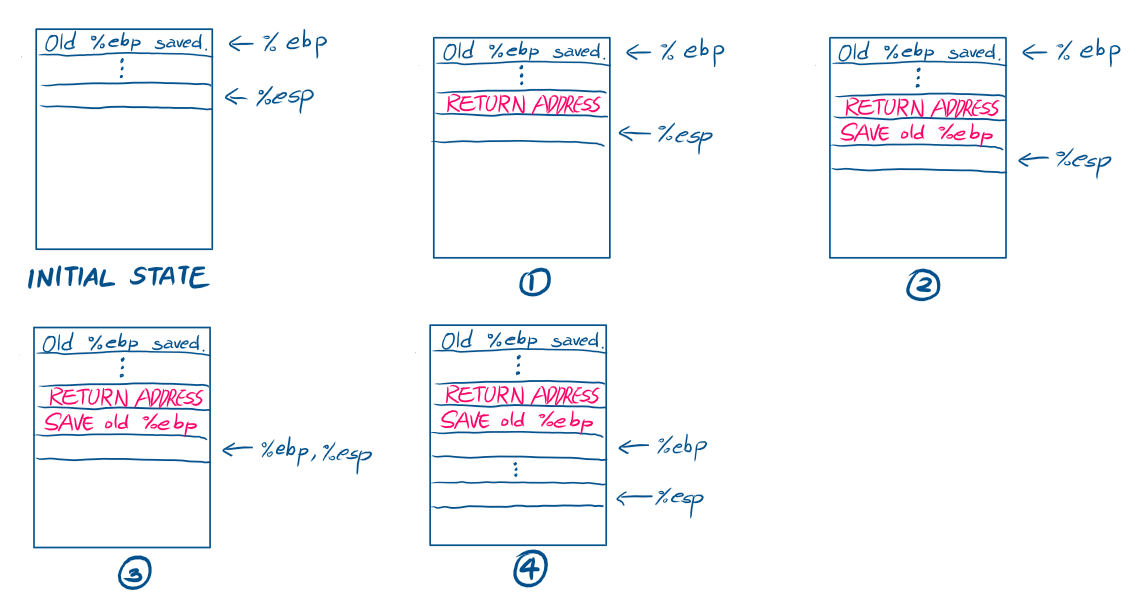 Old %ebp saved.
← % ebp
← %esp
INITIAL STATE
Old %ebp saved.
← % ebp
RETURN ADDRESS
← %esp
①
Old %ebp saved.
← % ebp
RETURN ADDRESS
SAVE old %ebp
← %esp
②
Old %ebp saved.
RETURN ADDRESS
SAVE old %ebp
← %ebp, %esp
③
Old %ebp saved.
RETURN ADDRESS
SAVE old %ebp
← %ebp
← %esp
④